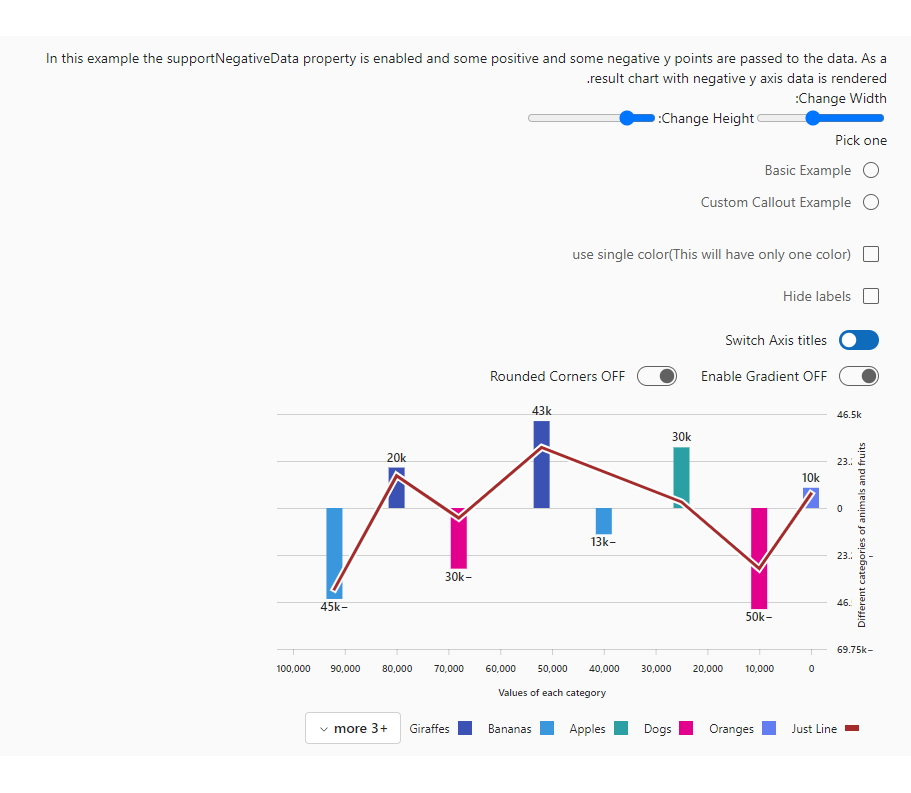 In this example the supportNegativeData property is enabled and some positive and some negative y points are passed to the data. As a
.result chart with negative y axis data is rendered
:Change Width
:Change Height
Pick one
Basic Example
Custom Callout Example
use single color(This will have only one color)
Hide labels
Switch Axis titles
Rounded Corners OFF
Enable Gradient OFF
43k
46.5k
30k
20k
23.
10k
0
13k–
23.
30k–
45k–
46.
50k–
69.75k–
Different categories of animals and fruits
100,000 90,000 80,000 70,000 60,000 50,000 40,000 30,000 20,000 10,000 0
Values of each category
more 3+ Giraffes Bananas Apples Dogs Oranges Just Line